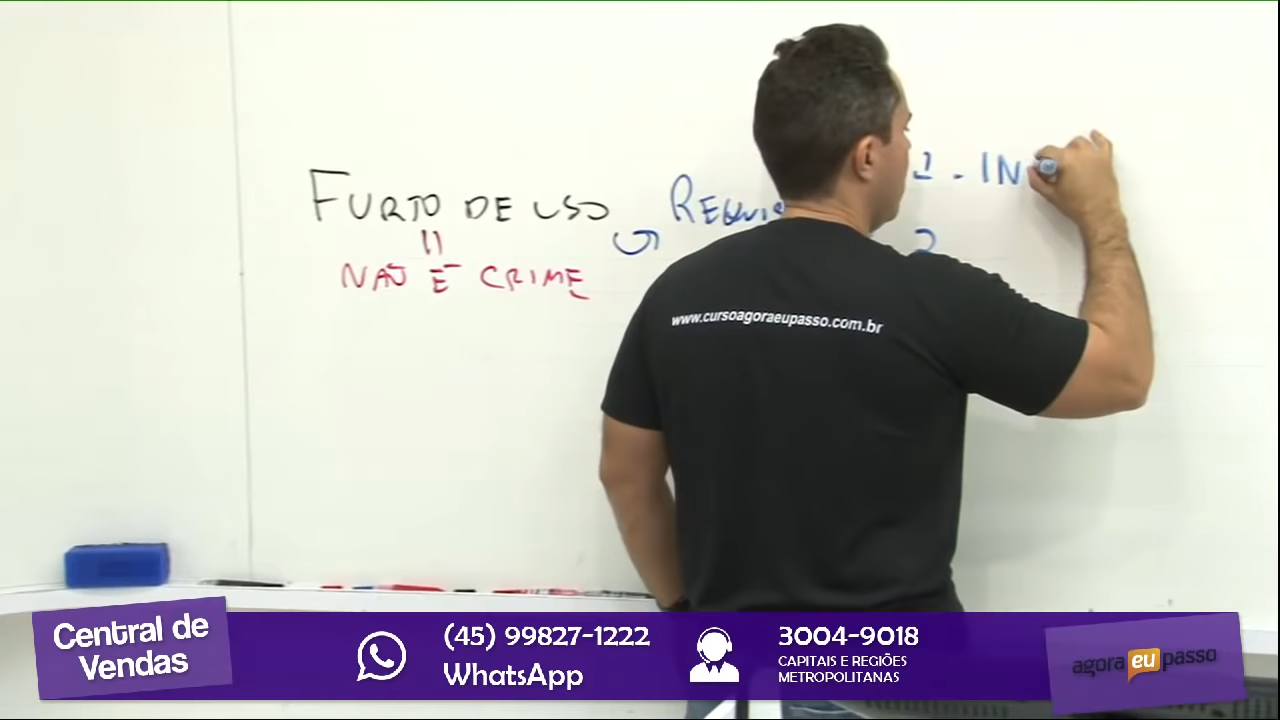 FURTO DE USO
II
NÃO É CRIME
1 - IN
2
www.cursoagoraeupasso.com.br
Central de
Vendas
(45) 99827-1222
WhatsApp
3004-9018
CAPITAIS E REGIÕES
METROPOLITANAS
agora eu passo